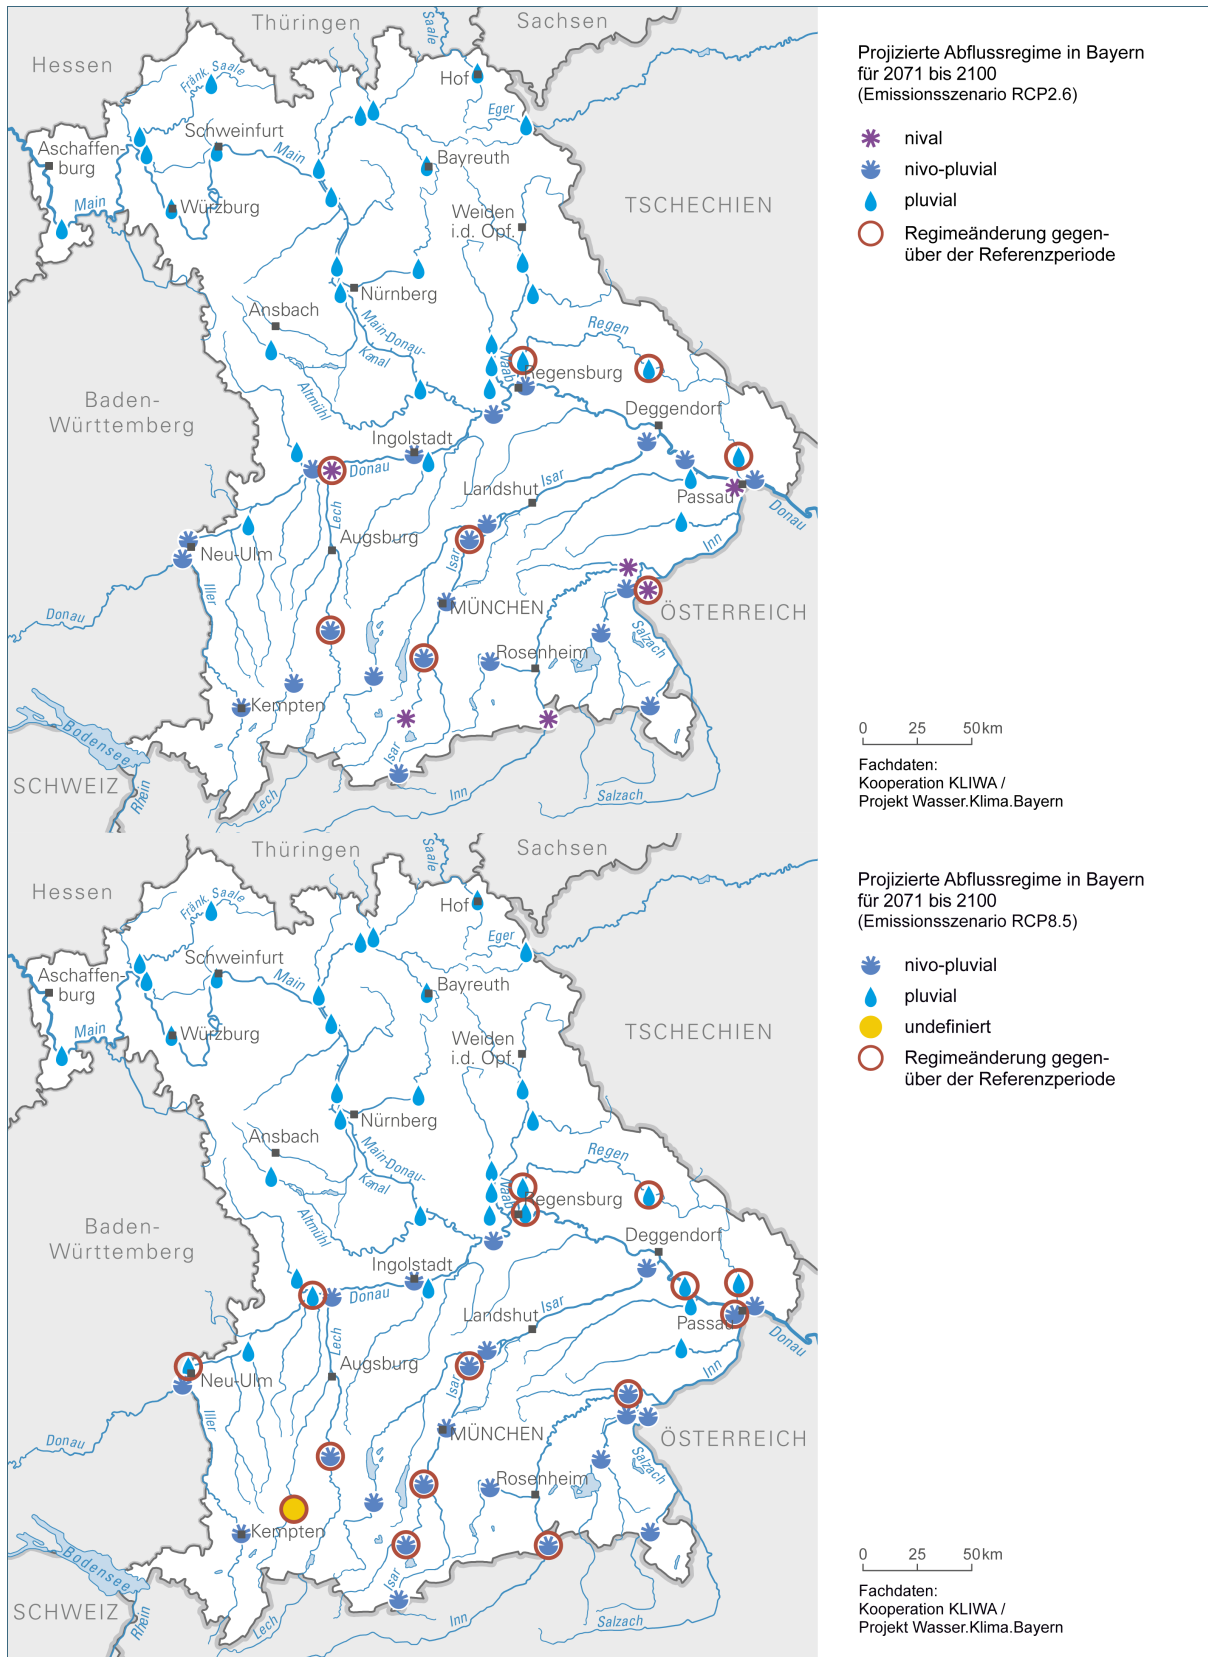 Thüringen
Sachsen
Saale
Hessen
Fränk. Saale
Hof
Eger
Schweinfurt
Aschaffen-
burg
Main
Bayreuth
Main
Würzburg
Weiden
i.d. Opf.
TSCHECHIEN
Nürnberg
Ansbach
Main-Donau-
Kanal
Regen
Naab
Regensburg
Altmühl
Baden-
Württemberg
Deggendorf
Ingolstadt
Donau
Isar
Landshut
Passau
Donau
Lech
Augsburg
Isar
Inn
Neu-Ulm
Iller
MÜNCHEN
ÖSTERREICH
Donau
Salzach
Rosenheim
Kempten
Bodensee
Isar
SCHWEIZ
Rhein
Lech
Inn
Salzach
Projizierte Abflussregime in Bayern
für 2071 bis 2100
(Emissionsszenario RCP2.6)
nival
nivo-pluvial
pluvial
Regimeänderung gegen-
über der Referenzperiode
0 25 50 km
Fachdaten:
Kooperation KLIWA /
Projekt Wasser.Klima.Bayern
Thüringen
Sachsen
Saale
Hessen
Fränk. Saale
Hof
Eger
Schweinfurt
Aschaffen-
burg
Main
Bayreuth
Main
Würzburg
Weiden
i.d. Opf.
TSCHECHIEN
Nürnberg
Ansbach
Main-Donau-
Kanal
Regen
Naab
Regensburg
Altmühl
Baden-
Württemberg
Deggendorf
Ingolstadt
Donau
Isar
Landshut
Passau
Donau
Lech
Augsburg
Isar
Inn
Neu-Ulm
Iller
MÜNCHEN
ÖSTERREICH
Donau
Salzach
Rosenheim
Kempten
Bodensee
Isar
SCHWEIZ
Rhein
Lech
Inn
Salzach
Projizierte Abflussregime in Bayern
für 2071 bis 2100
(Emissionsszenario RCP8.5)
nivo-pluvial
pluvial
undefiniert
Regimeänderung gegen-
über der Referenzperiode
0 25 50 km
Fachdaten:
Kooperation KLIWA /
Projekt Wasser.Klima.Bayern